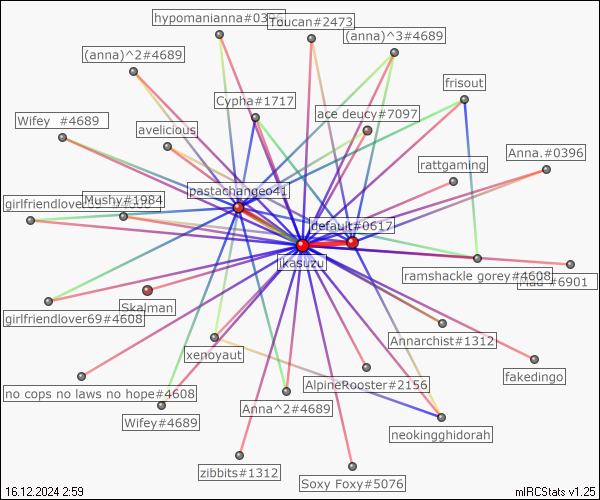 hypomanianna#0396
Toucan#2473
(anna)^3#4689
(anna)^2#4689
frisout
Cypha#1717
ace deucy#7097
Wifey #4689
avelicious
rattgaming
Anna.#0396
pastachangeo41
girlfriendlover69
Mushy#1984
default#0617
ikasuzu
ramshackle gorey#4608
#6901
Skalman
girlfriendlover69#4608
Annarchist#1312
xenoyaut
fakedingo
no cops no laws no hope#4608
AlpineRooster#2156
Anna^2#4689
Wifey#4689
neokingghidorah
zibbits#1312
Soxy Foxy#5076
16.12.2024 2:59
mIRCStats v1.25